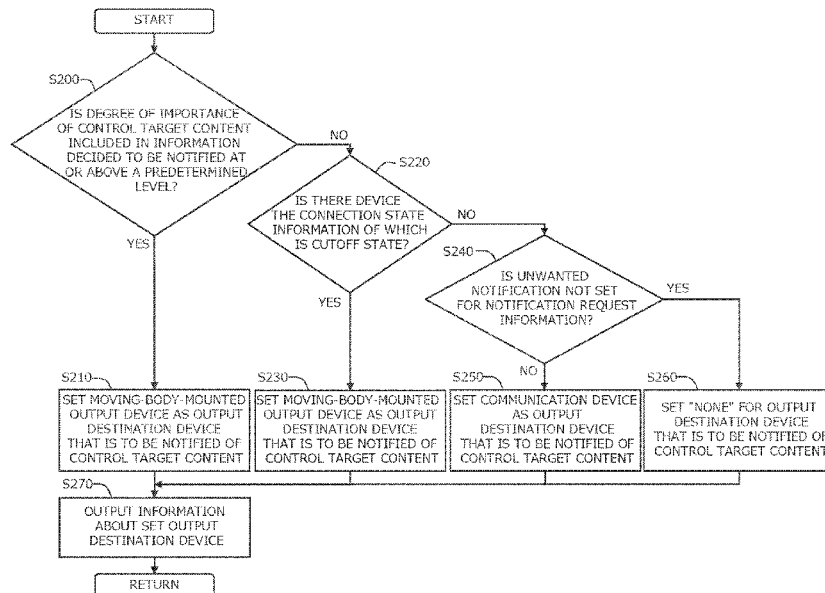 START
S200
IS DEGREE OF IMPORTANCE
OF CONTROL TARGET CONTENT
INCLUDED IN INFORMATION
DECIDED TO BE NOTIFIED AT
OR ABOVE A PREDETERMINED
LEVEL?
NO
YES
S220
IS THERE DEVICE
THE CONNECTION STATE
INFORMATION OF WHICH
IS CUTOFF STATE?
NO
YES
S240
IS UNWANTED
NOTIFICATION NOT SET
FOR NOTIFICATION REQUEST
INFORMATION?
YES
NO
S210
SET MOVING-BODY-MOUNTED
OUTPUT DEVICE AS OUTPUT
DESTINATION DEVICE
THAT IS TO BE NOTIFIED OF
CONTROL TARGET CONTENT
S230
SET MOVING-BODY-MOUNTED
OUTPUT DEVICE AS OUTPUT
DESTINATION DEVICE
THAT IS TO BE NOTIFIED OF
CONTROL TARGET CONTENT
S250
SET COMMUNICATION DEVICE
AS OUTPUT
DESTINATION DEVICE
THAT IS TO BE NOTIFIED OF
CONTROL TARGET CONTENT
S260
SET "NONE" FOR OUTPUT
DESTINATION DEVICE
THAT IS TO BE NOTIFIED OF
CONTROL TARGET CONTENT
S270
OUTPUT INFORMATION
ABOUT SET OUTPUT
DESTINATION DEVICE
RETURN